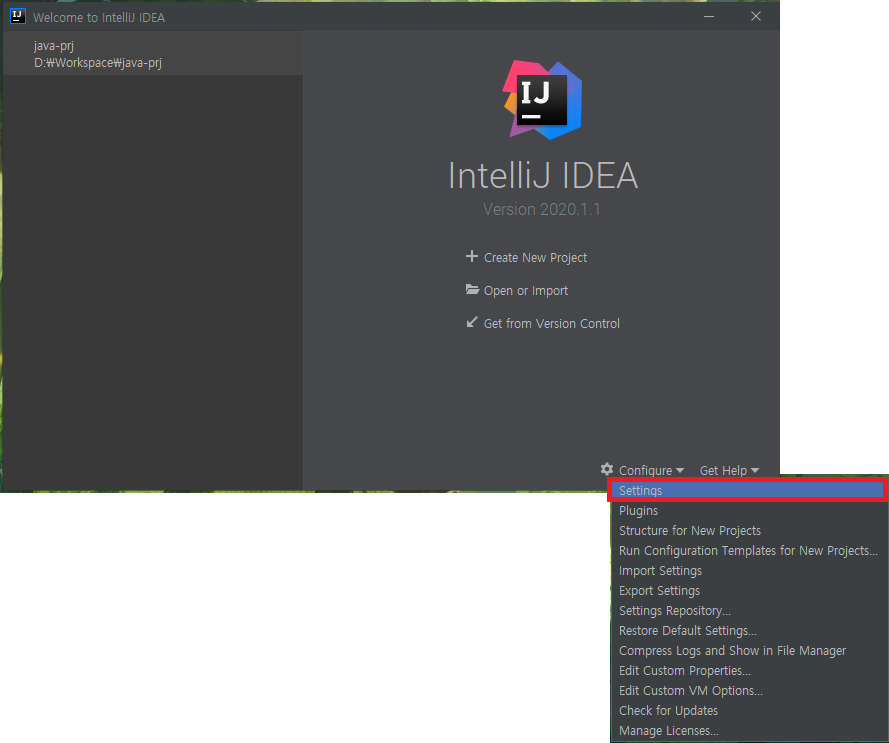 IJ
Welcome to IntelliJ IDEA
java-prj
D:₩Workspace₩java-prj
IJ
IntelliJ IDEA
Version 2020.1.1
Create New Project
Open or Import
Get from Version Control
Configure
Get Help
Settings
Plugins
Structure for New Projects
Run Configuration Templates for New Projects...
Import Settings
Export Settings
Settings Repository...
Restore Default Settings...
Compress Logs and Show in File Manager
Edit Custom Properties...
Edit Custom VM Options...
Check for Updates
Manage Licenses...